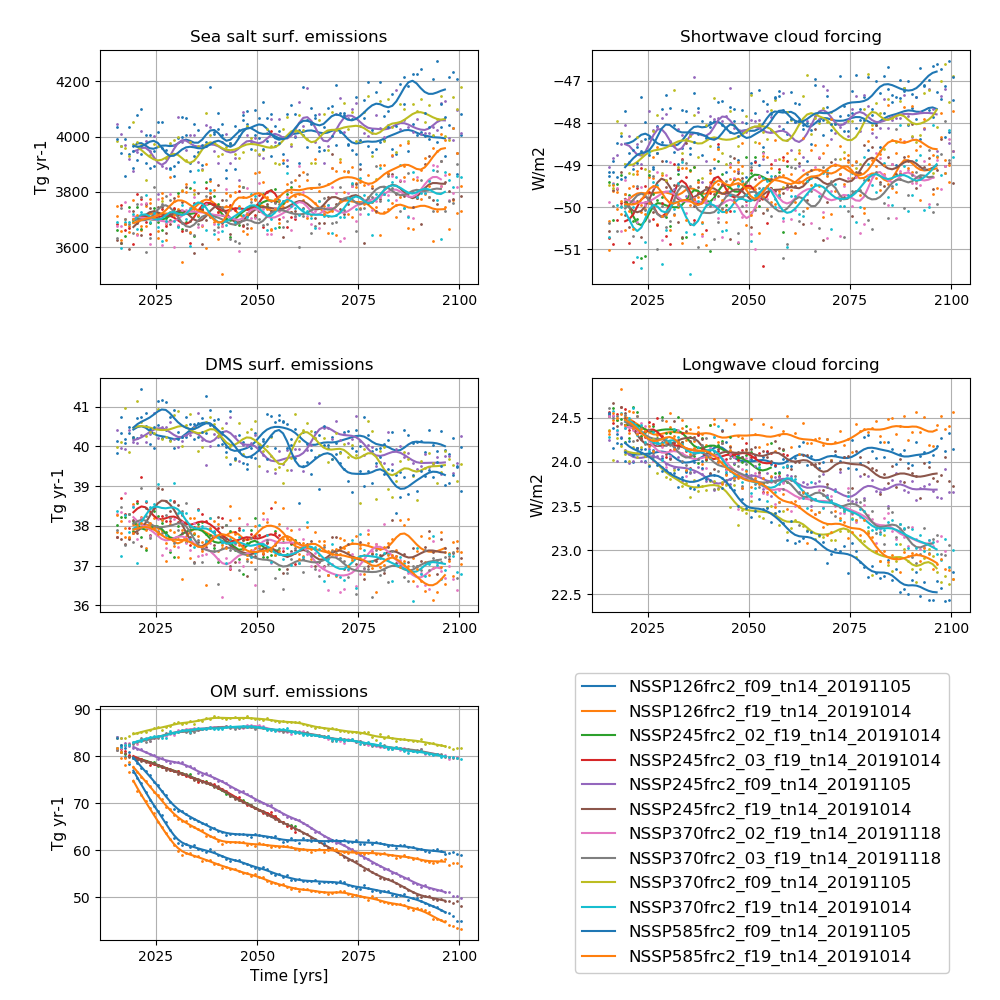 Sea salt surf. emissions
Tg yr-1
4200
4000
3800
3600
2025 2050 2075 2100
Shortwave cloud forcing
W/m2
−47
−48
−49
−50
−51
2025 2050 2075 2100
DMS surf. emissions
Tg yr-1
41
40
39
38
37
36
2025 2050 2075 2100
Longwave cloud forcing
W/m2
24.5
24.0
23.5
23.0
22.5
2025 2050 2075 2100
OM surf. emissions
Tg yr-1
90
80
70
60
50
2025 2050 2075 2100
Time [yrs]
NSSP126frc2_f09_tn14_20191105
NSSP126frc2_f19_tn14_20191014
NSSP245frc2_02_f19_tn14_20191014
NSSP245frc2_03_f19_tn14_20191014
NSSP245frc2_f09_tn14_20191105
NSSP245frc2_f19_tn14_20191014
NSSP370frc2_02_f19_tn14_20191118
NSSP370frc2_03_f19_tn14_20191118
NSSP370frc2_f09_tn14_20191105
NSSP370frc2_f19_tn14_20191014
NSSP585frc2_f09_tn14_20191105
NSSP585frc2_f19_tn14_20191014